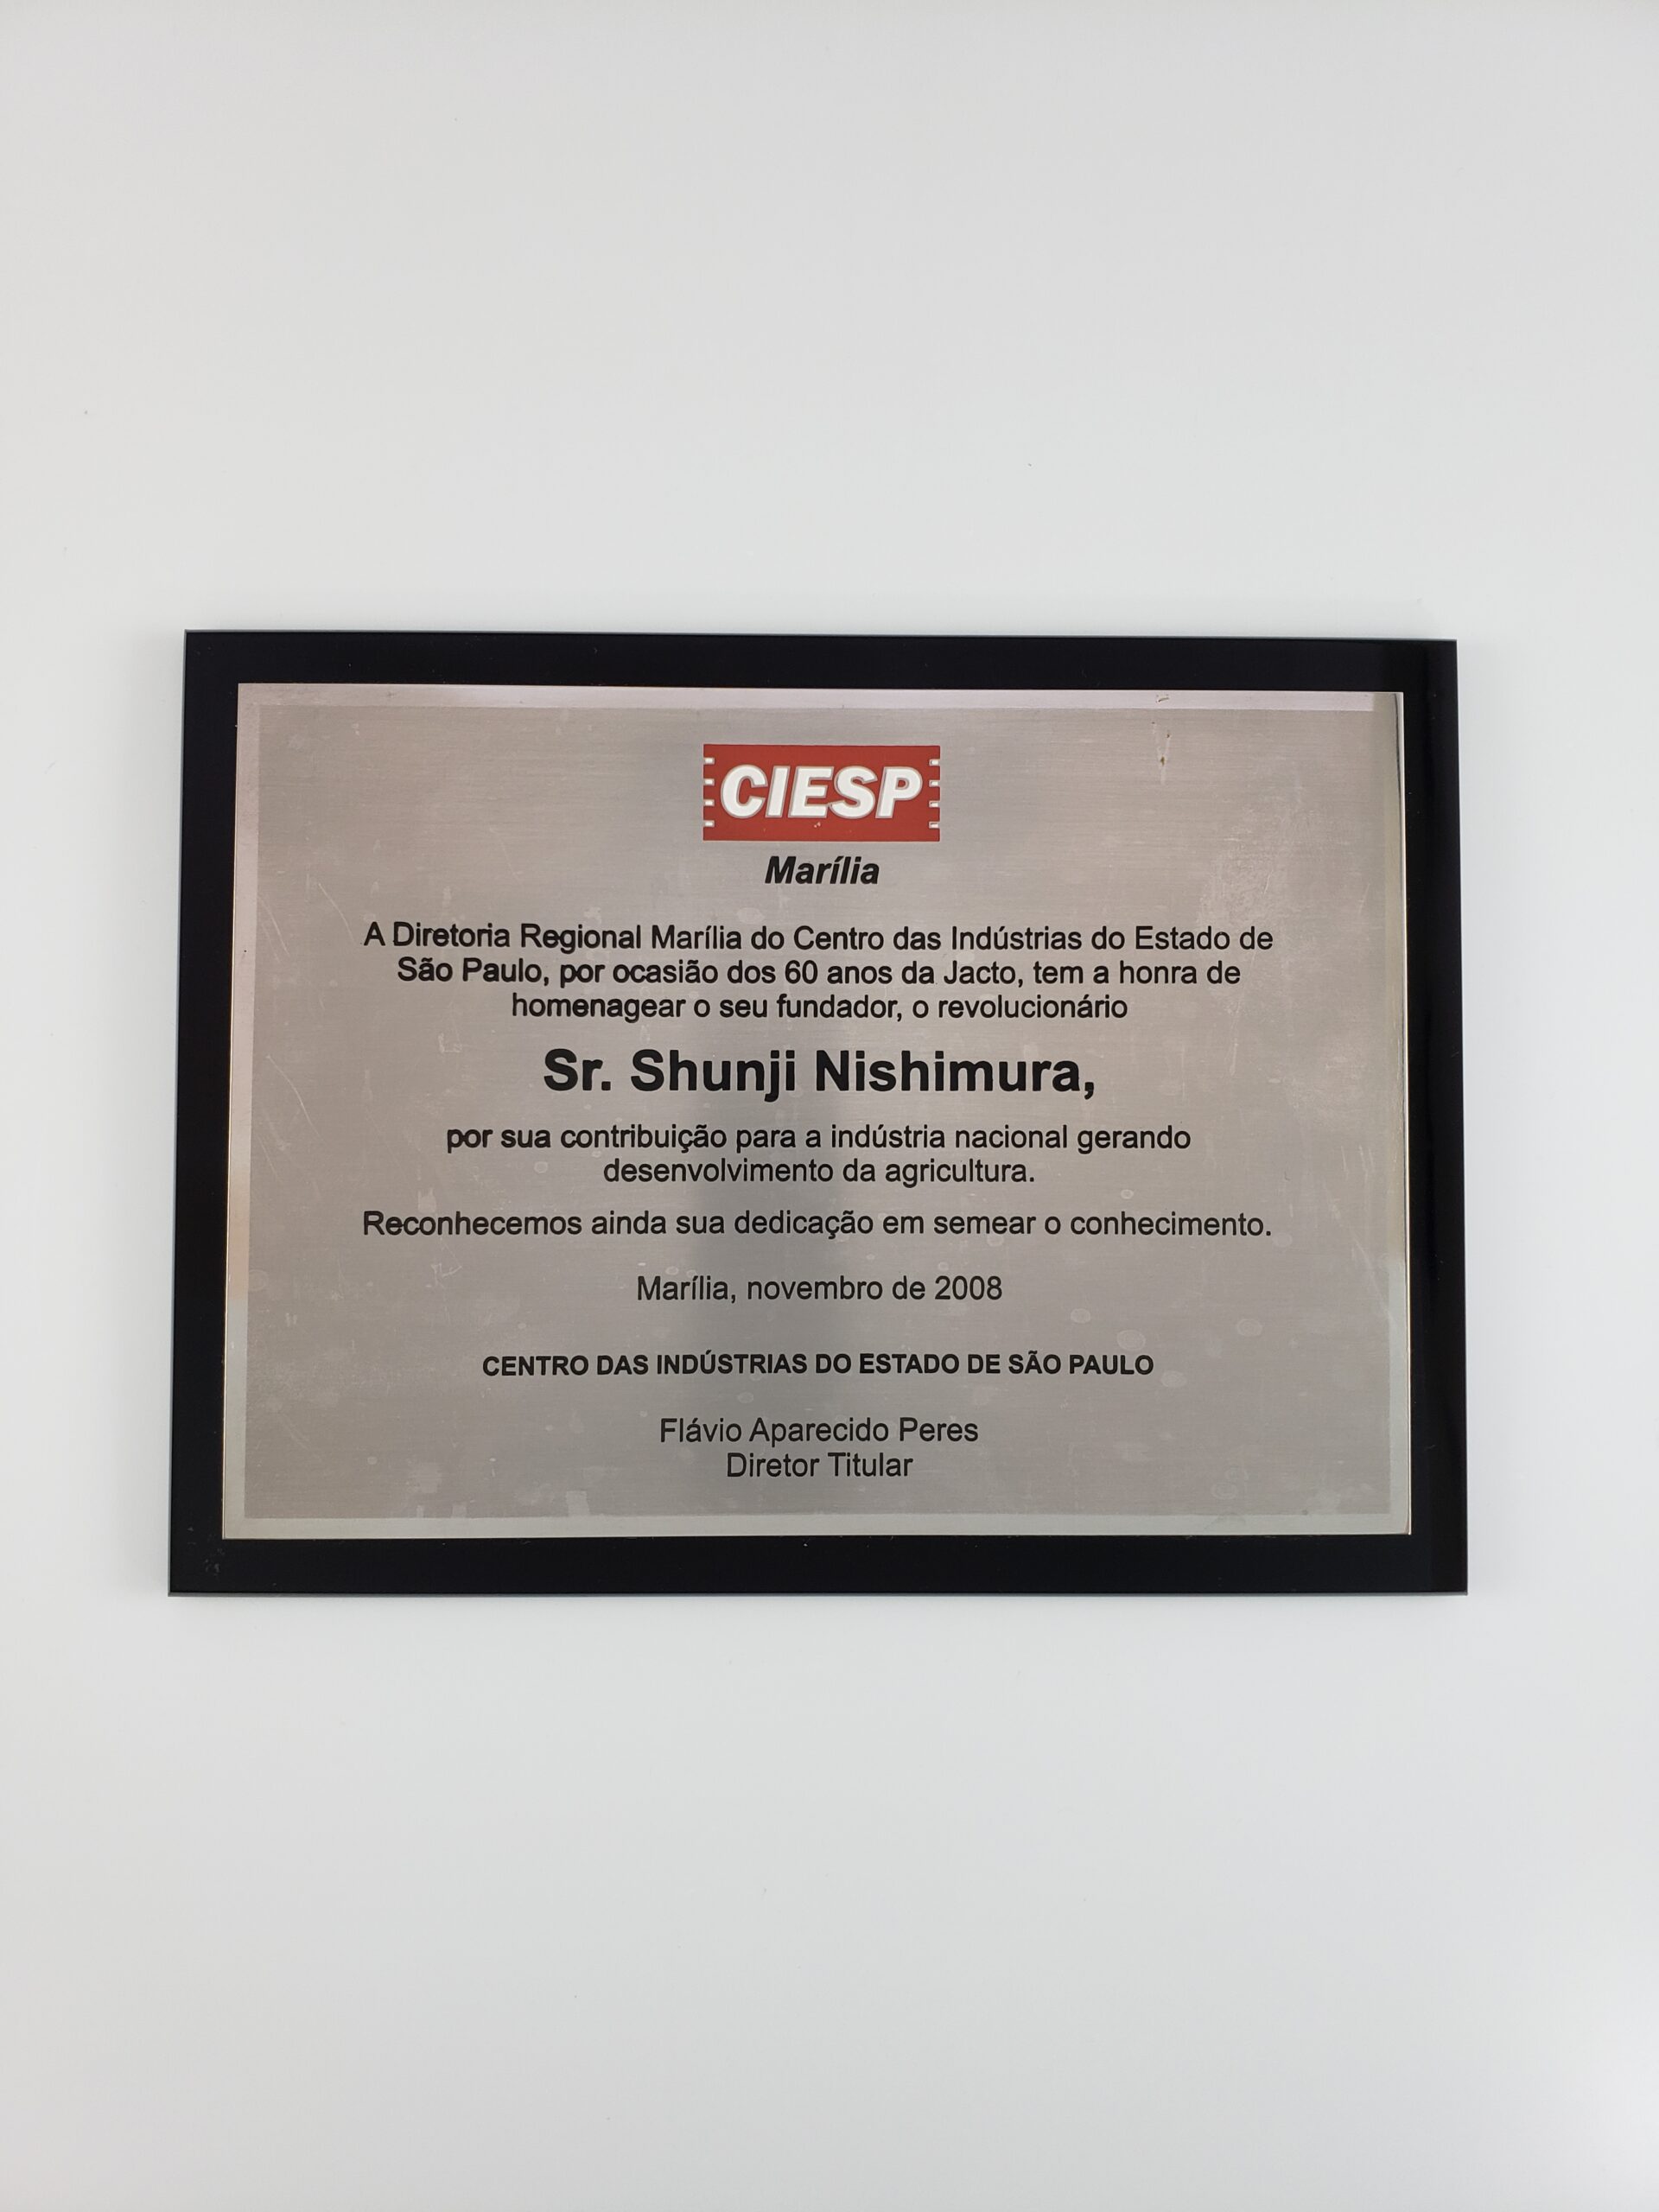 CIESP
Marília
A Diretoria Regional Marília do Centro das Indústrias do Estado de
São Paulo, por ocasião dos 60 anos da Jacto, tem a honra de
homenagear o seu fundador, o revolucionário
Sr. Shunji Nishimura,
por sua contribuição para a indústria nacional gerando
desenvolvimento da agricultura.
Reconhecemos ainda sua dedicação em semear o conhecimento.
Marília, novembro de 2008
CENTRO DAS INDÚSTRIAS DO ESTADO DE SÃO PAULO
Flávio Aparecido Peres
Diretor Titular